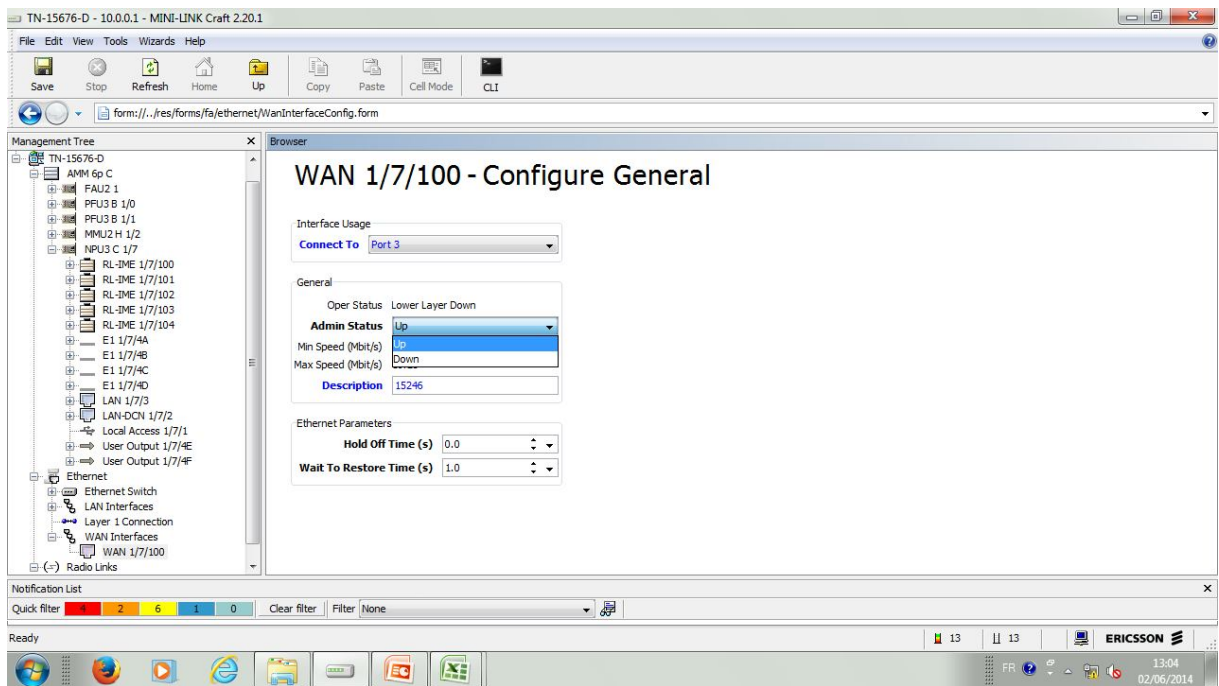 TN-15676-D - 10.0.0.1 - MINI-LINK Craft 2.20.1
File Edit View Tools Wizards Help
Save Stop Refresh Home Up Copy Paste Cell Mode CLI
form://../res/forms/fa/ethernet/WanInterfaceConfig.form
Management Tree
Browser
TN-15676-D
AMM 6p C
FAU2 1
PFU3 B 1/0
PFU3 B 1/1
MMU2 H 1/2
NPU3 C 1/7
RL-IME 1/7/100
RL-IME 1/7/101
RL-IME 1/7/102
RL-IME 1/7/103
RL-IME 1/7/104
E1 1/7/4A
E1 1/7/4B
E1 1/7/4C
E1 1/7/4D
LAN 1/7/3
LAN-DCN 1/7/2
Local Access 1/7/1
User Output 1/7/4E
User Output 1/7/4F
Ethernet
Ethernet Switch
LAN Interfaces
Layer 1 Connection
WAN Interfaces
WAN 1/7/100
Radio Links
WAN 1/7/100 - Configure General
Interface Usage
Connect To Port 3
General
Oper Status Lower Layer Down
Admin Status Up
Up
Down
Min Speed (Mbit/s)
Max Speed (Mbit/s)
Description 15246
Ethernet Parameters
Hold Off Time (s) 0.0
Wait To Restore Time (s) 1.0
Notification List
Quick filter 4 2 6 1 0 Clear filter Filter None
Ready 13 13 ERICSSON
FR 13:04
02/06/2014